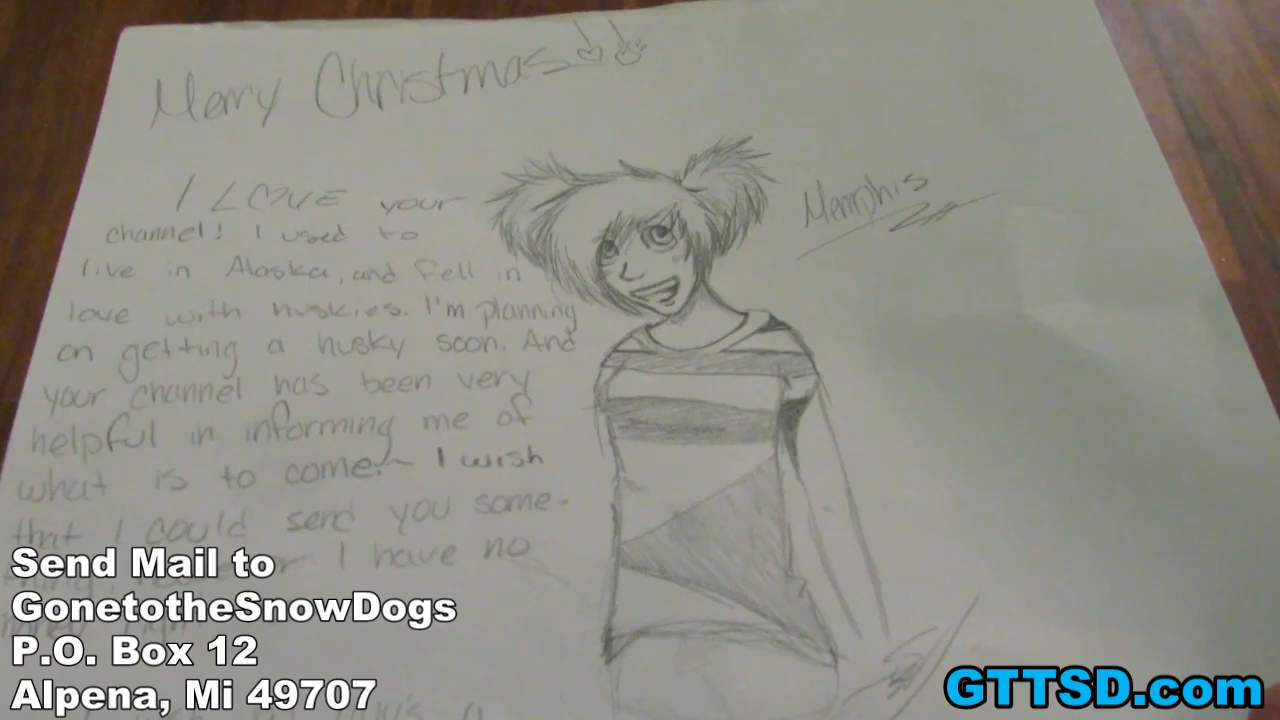 Merry Christmas!!
I LOVE your
channel! I used to
live in Alaska, and fell in
love with huskies. I'm planning
on getting a husky soon. And
your channel has been very
helpful in informing me of
what is to come~ I wish
that I could send you some-
I have no
Memphis
Send Mail to
GonetotheSnowDogs
P.O. Box 12
Alpena, Mi 49707
GTTSD.com